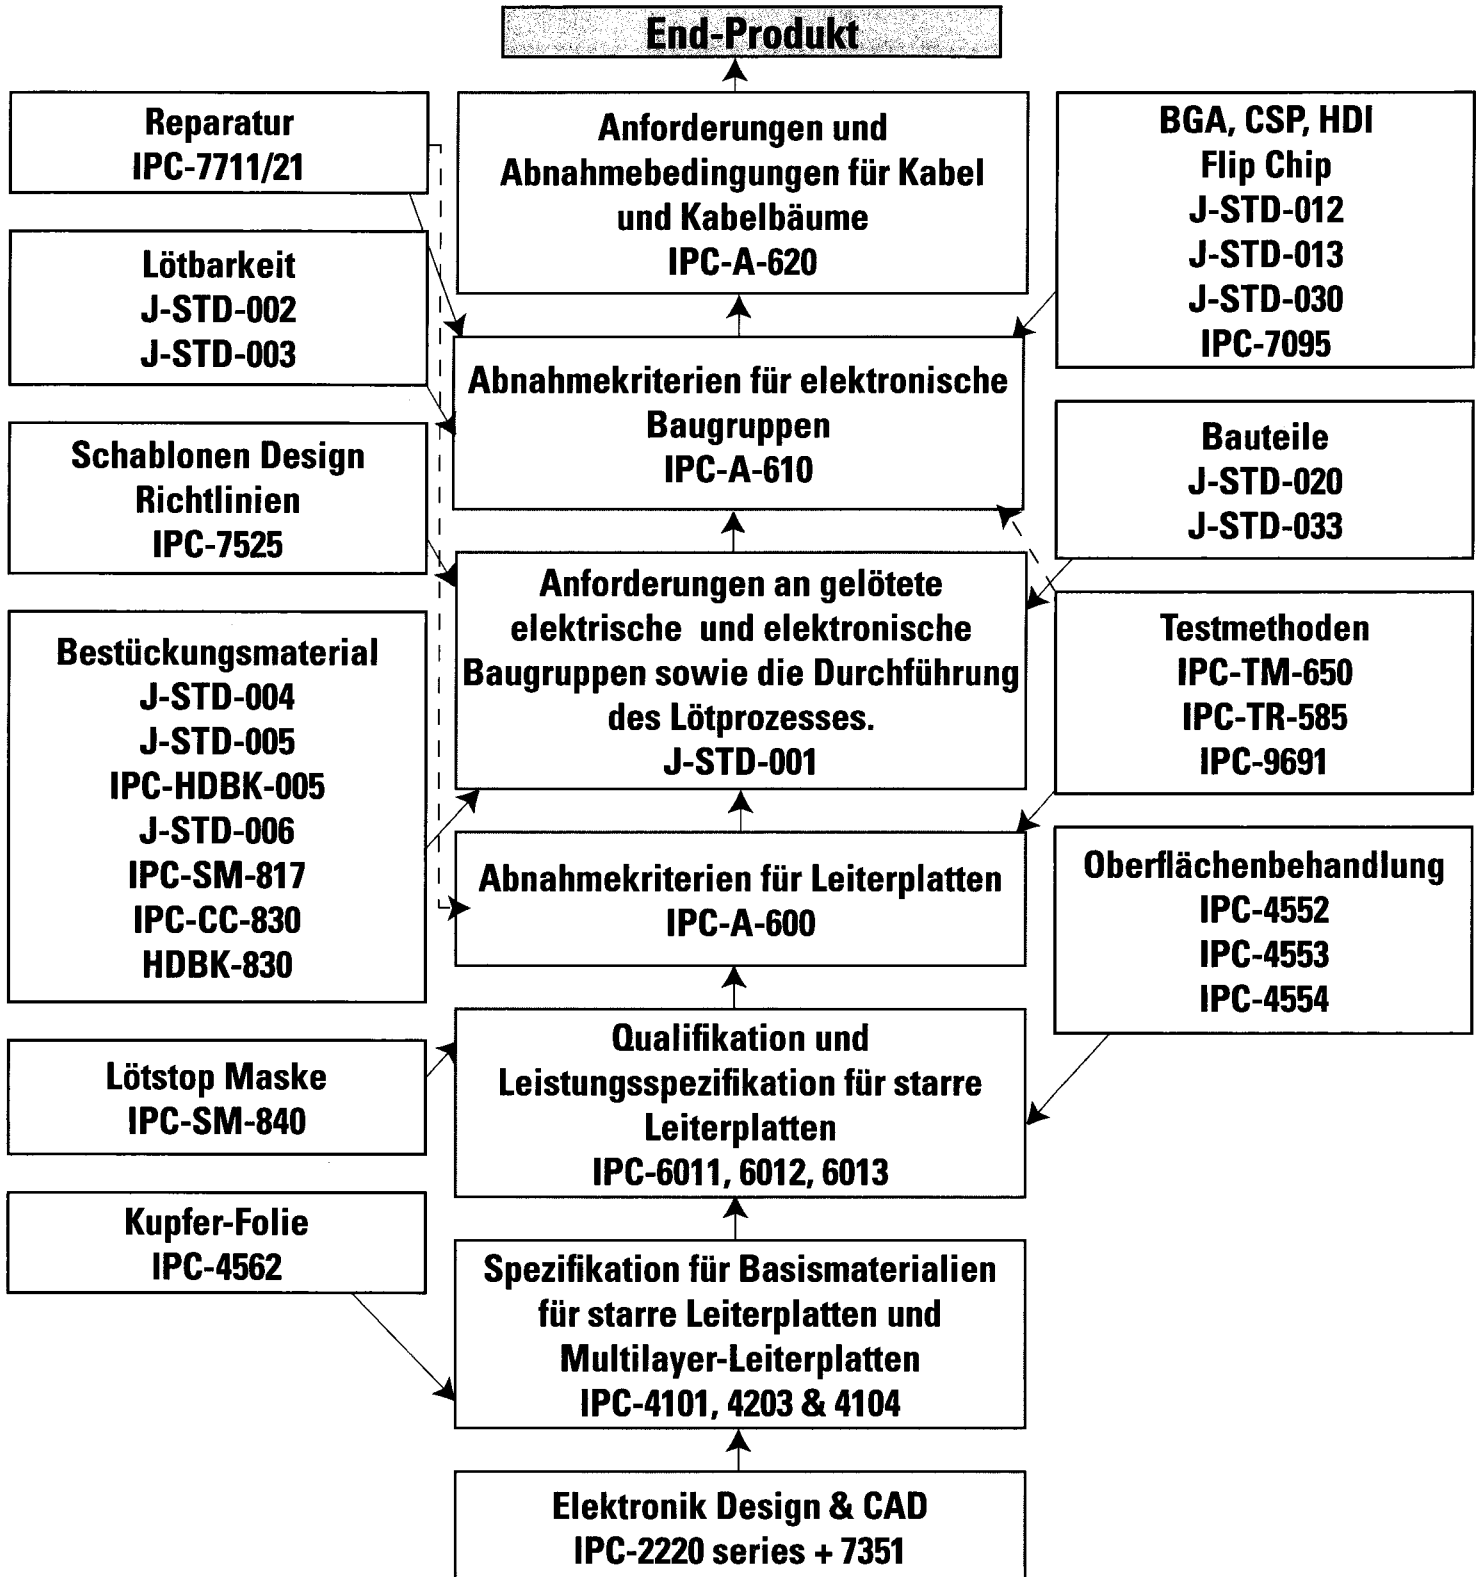 End-Produkt
Reparatur
IPC-7711/21
Lötbarkeit
J-STD-002
J-STD-003
Schablonen Design
Richtlinien
IPC-7525
Bestückungsmaterial
J-STD-004
J-STD-005
IPC-HDBK-005
J-STD-006
IPC-SM-817
IPC-CC-830
HDBK-830
Lötstop Maske
IPC-SM-840
Kupfer-Folie
IPC-4562
Anforderungen und
Abnahmebedingungen für Kabel
und Kabelbäume
IPC-A-620
Abnahmekriterien für elektronische
Baugruppen
IPC-A-610
Anforderungen an gelötete
elektrische und elektronische
Baugruppen sowie die Durchführung
des Lötprozesses.
J-STD-001
Abnahmekriterien für Leiterplatten
IPC-A-600
Qualifikation und
Leistungsspezifikation für starre
Leiterplatten
IPC-6011, 6012, 6013
Spezifikation für Basismaterialien
für starre Leiterplatten und
Multilayer-Leiterplatten
IPC-4101, 4203 & 4104
Elektronik Design & CAD
IPC-2220 series + 7351
BGA, CSP, HDI
Flip Chip
J-STD-012
J-STD-013
J-STD-030
IPC-7095
Bauteile
J-STD-020
J-STD-033
Testmethoden
IPC-TM-650
IPC-TR-585
IPC-9691
Oberflächenbehandlung
IPC-4552
IPC-4553
IPC-4554